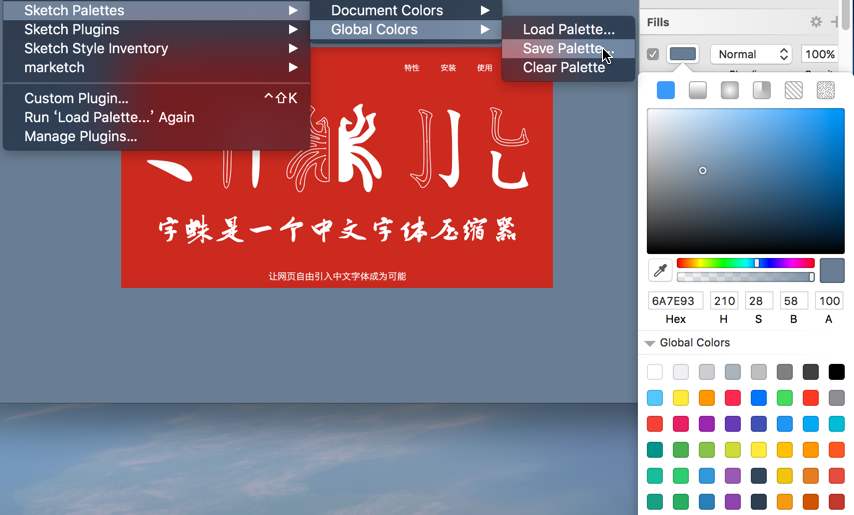 Sketch Palettes
Sketch Plugins
Sketch Style Inventory
marketch
Custom Plugin...
⌃⇧K
Run ‘Load Palette...’ Again
Manage Plugins...
Document Colors
Global Colors
Load Palette...
Save Palette
Clear Palette
特性 安装 使用
字蛛是一个中文字体压缩器
让网页自由引入中文字体成为可能
Fills
Normal
100%
6A7E93 210 28 58 100
Hex H S B A
Global Colors